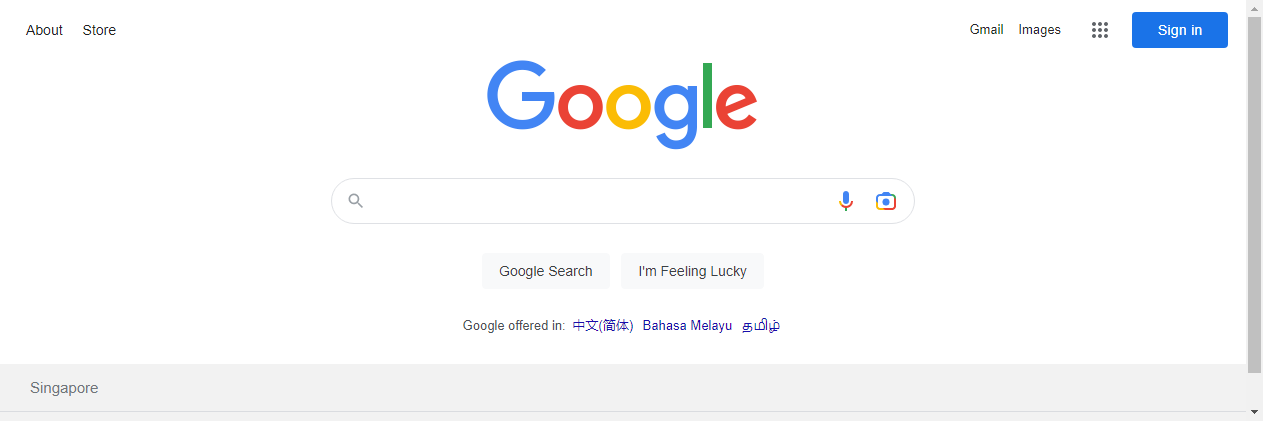 About Store Gmail Images Sign in
Google
Google Search I'm Feeling Lucky
Google offered in: 中文(简体) Bahasa Melayu தமிழ்
Singapore